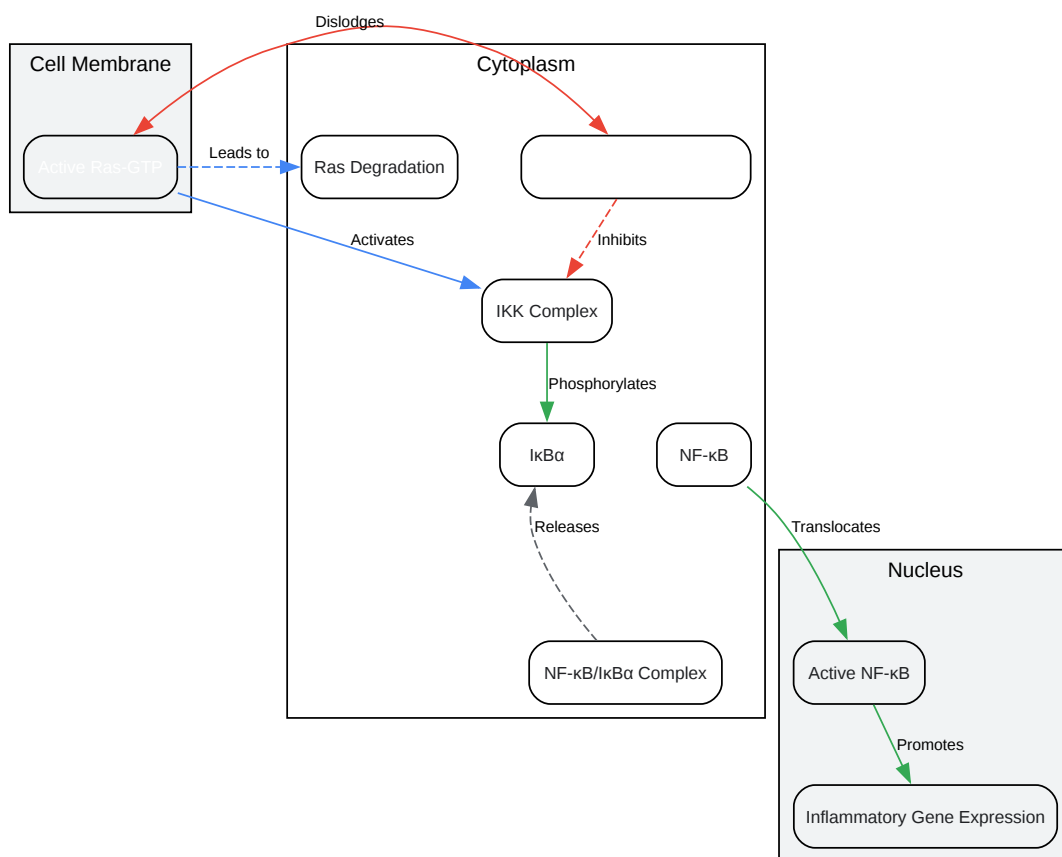 Dislodges
Cell Membrane
Cytoplasm
Active Ras-GTP
Leads to
Ras Degradation
Activates
Inhibits
IKK Complex
Phosphorylates
IκBα
NF-κB
Releases
Translocates
Nucleus
NF-κB/IκBα Complex
Active NF-κB
Promotes
Inflammatory Gene Expression